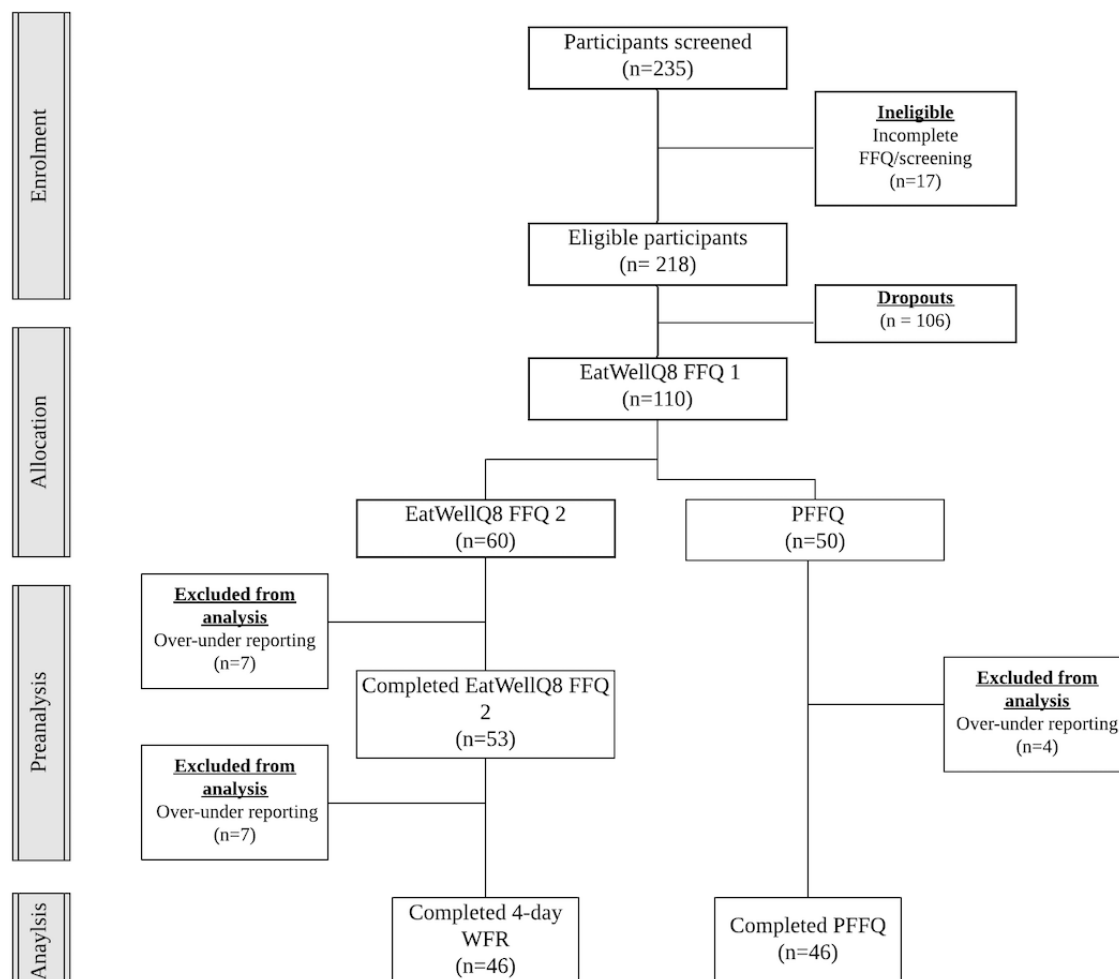 Enrolment
Participants screened
(n=235)
Ineligible
Incomplete
FFQ/screening
(n=17)
Eligible participants
(n= 218)
Dropouts
(n = 106)
Allocation
EatWellQ8 FFQ 1
(n=110)
EatWellQ8 FFQ 2
(n=60)
PFFQ
(n=50)
Preanalysis
Excluded from
analysis
Over-under reporting
(n=7)
Completed EatWellQ8 FFQ
2
(n=53)
Excluded from
analysis
Over-under reporting
(n=4)
Excluded from
analysis
Over-under reporting
(n=7)
Anaylsis
Completed 4-day
WFR
(n=46)
Completed PFFQ
(n=46)